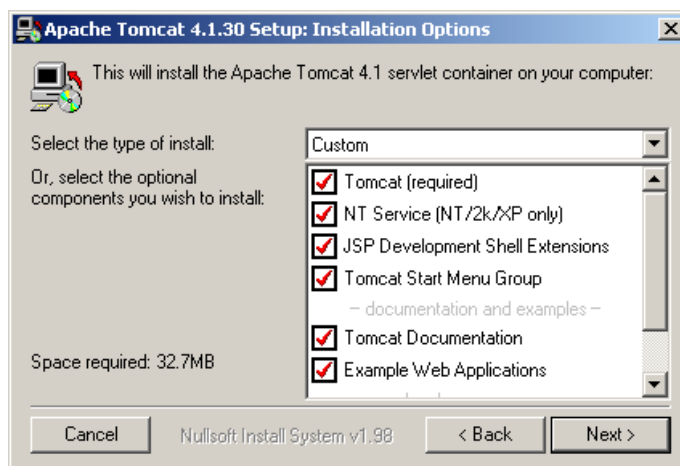 Apache Tomcat 4.1.30 Setup: Installation Options
This will install the Apache Tomcat 4.1 servlet container on your computer:
Select the type of install:
Custom
Or, select the optional
components you wish to install:
Tomcat (required)
NT Service (NT/2k/XP only)
JSP Development Shell Extensions
Tomcat Start Menu Group
– documentation and examples –
Tomcat Documentation
Example Web Applications
Space required: 32.7MB
Cancel
Nullsoft Install System v1.98
< Back
Next >